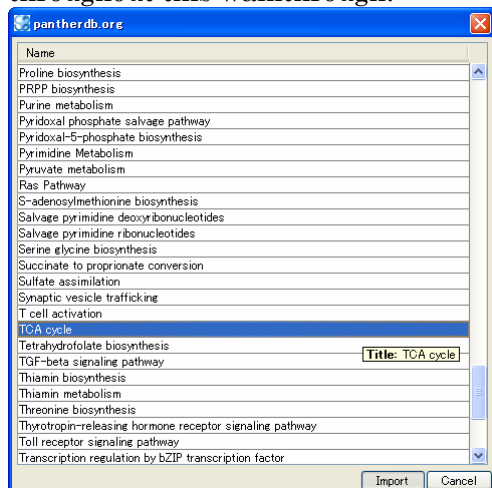 throughout this walkthrough.
pantherdb.org
Name
Proline biosynthesis
PRPP biosynthesis
Purine metabolism
Pyridoxal phosphate salvage pathway
Pyridoxal-5-phosphate biosynthesis
Pyrimidine Metabolism
Pyruvate metabolism
Ras Pathway
S-adenosylmethionine biosynthesis
Salvage pyrimidine deoxyribonucleotides
Salvage pyrimidine ribonucleotides
Serine glycine biosynthesis
Succinate to proprionate conversion
Sulfate assimilation
Synaptic vesicle trafficking
T cell activation
TCA cycle
Tetrahydrofolate biosynthesis
Title: TCA cycle
TGF-beta signaling pathway
Thiamin biosynthesis
Thiamin metabolism
Threonine biosynthesis
Thyrotropin-releasing hormone receptor signaling pathway
Toll receptor signaling pathway
Transcription regulation by bZIP transcription factor
Import Cancel